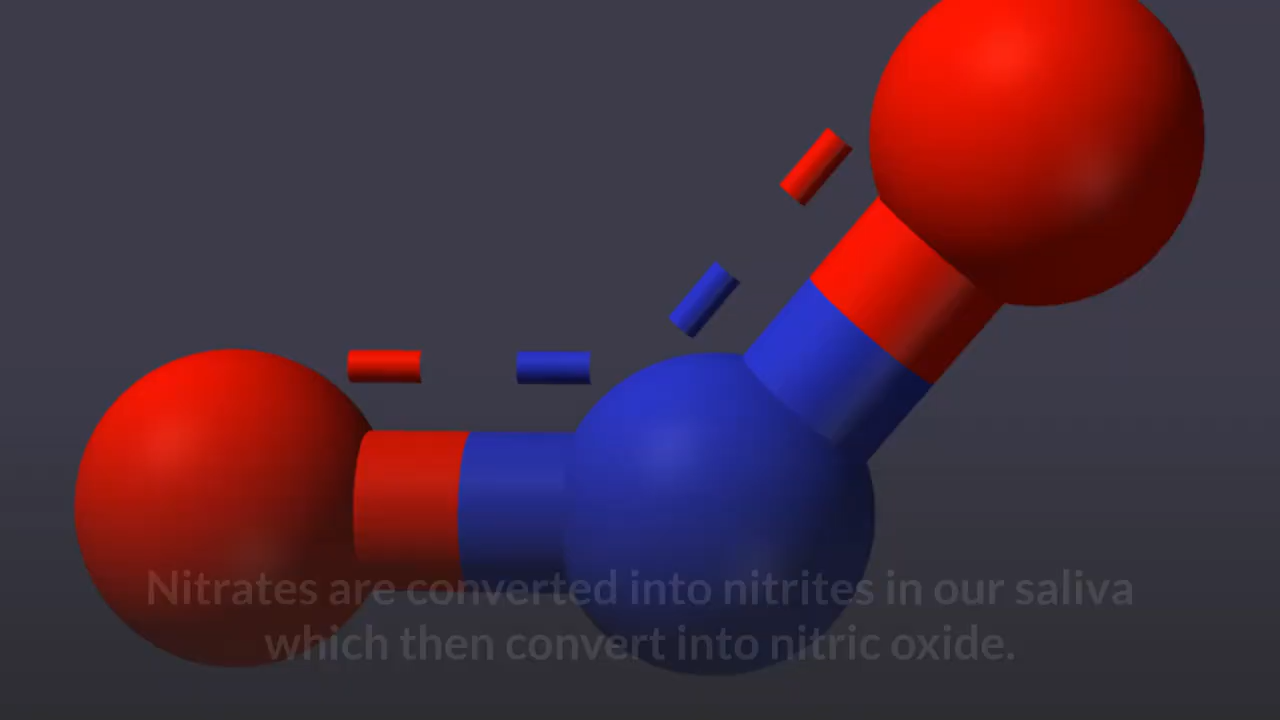 Nitrates are converted into nitrites in our saliva
which then convert into nitric oxide.